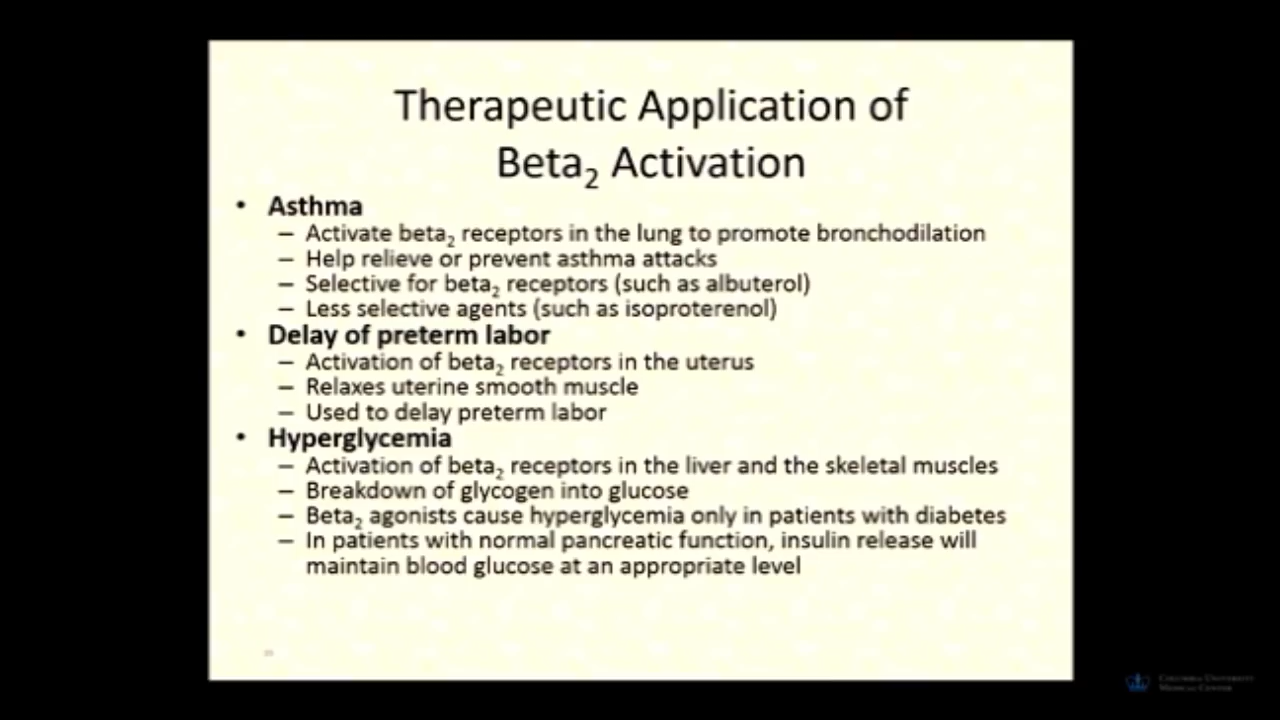 Therapeutic Application of
Beta₂ Activation
• Asthma
– Activate beta₂ receptors in the lung to promote bronchodilation
– Help relieve or prevent asthma attacks
– Selective for beta₂ receptors (such as albuterol)
– Less selective agents (such as isoproterenol)
• Delay of preterm labor
– Activation of beta₂ receptors in the uterus
– Relaxes uterine smooth muscle
– Used to delay preterm labor
• Hyperglycemia
– Activation of beta₂ receptors in the liver and the skeletal muscles
– Breakdown of glycogen into glucose
– Beta₂ agonists cause hyperglycemia only in patients with diabetes
– In patients with normal pancreatic function, insulin release will
maintain blood glucose at an appropriate level
Columbia University
Medical Center